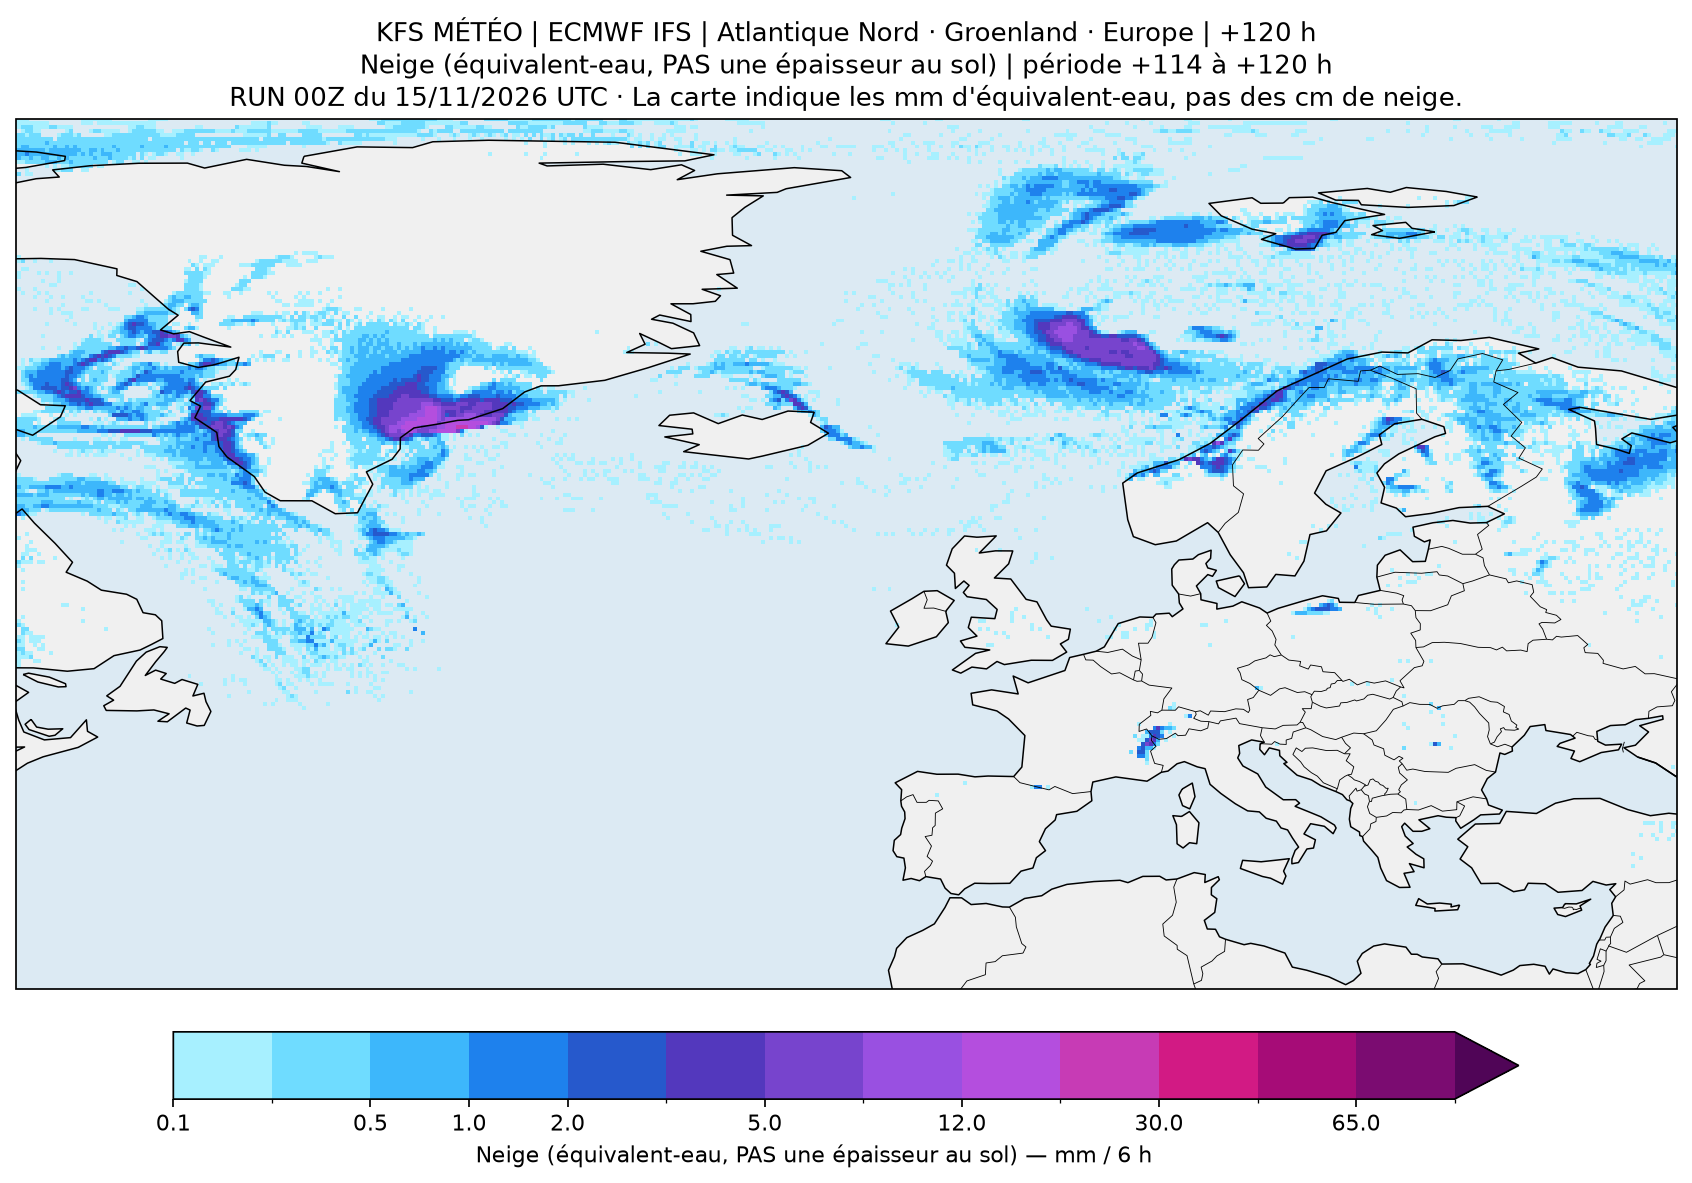 KFS MÉTÉO | ECMWF IFS | Atlantique Nord · Groenland · Europe | +120 h
Neige (équivalent-eau, PAS une épaisseur au sol) | période +114 à +120 h
RUN 00Z du 15/11/2026 UTC · La carte indique les mm d'équivalent-eau, pas des cm de neige.
0.1 0.5 1.0 2.0 5.0 12.0 30.0 65.0
Neige (équivalent-eau, PAS une épaisseur au sol) — mm / 6 h